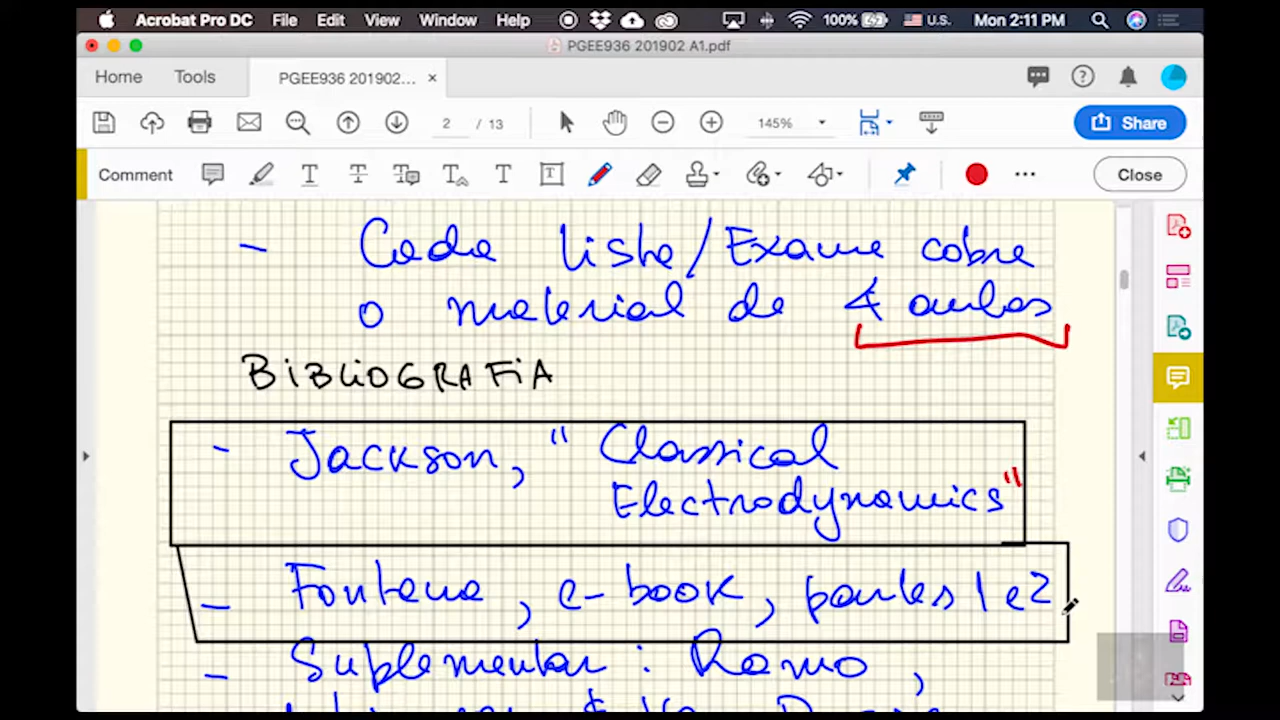 Acrobat Pro DC File Edit View Window Help 100% U.S. Mon 2:11 PM
PGEE936 201902 A1.pdf
Home Tools PGEE936 201902... ×
2 / 13 145% Share
Comment Close
- Cada lista/Exame cobre
o material de 4 aulas
BIBLIOGRAFIA
- Jackson, "Classical
Electrodynamics"
- Fontana, e-book, partes 1 e 2
- Suplementar: Ramo,